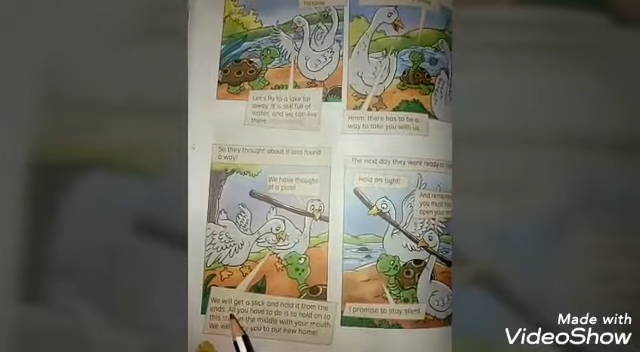 Let's fly to a lake far
away. It is still full of
water, and we can live
there.
Hmm, there has to be a
way to take you with us.
So they thought about it and found
a way!
We have thought
of a plan!
We will get a stick and hold it from the
ends. All you have to do is to hold on to
this in the middle with your mouth.
We will you to our new home!
The next day they were ready to
Hold on tight!
And remember
you must
open your
I promise to stay silent.
Made with
VideoShow